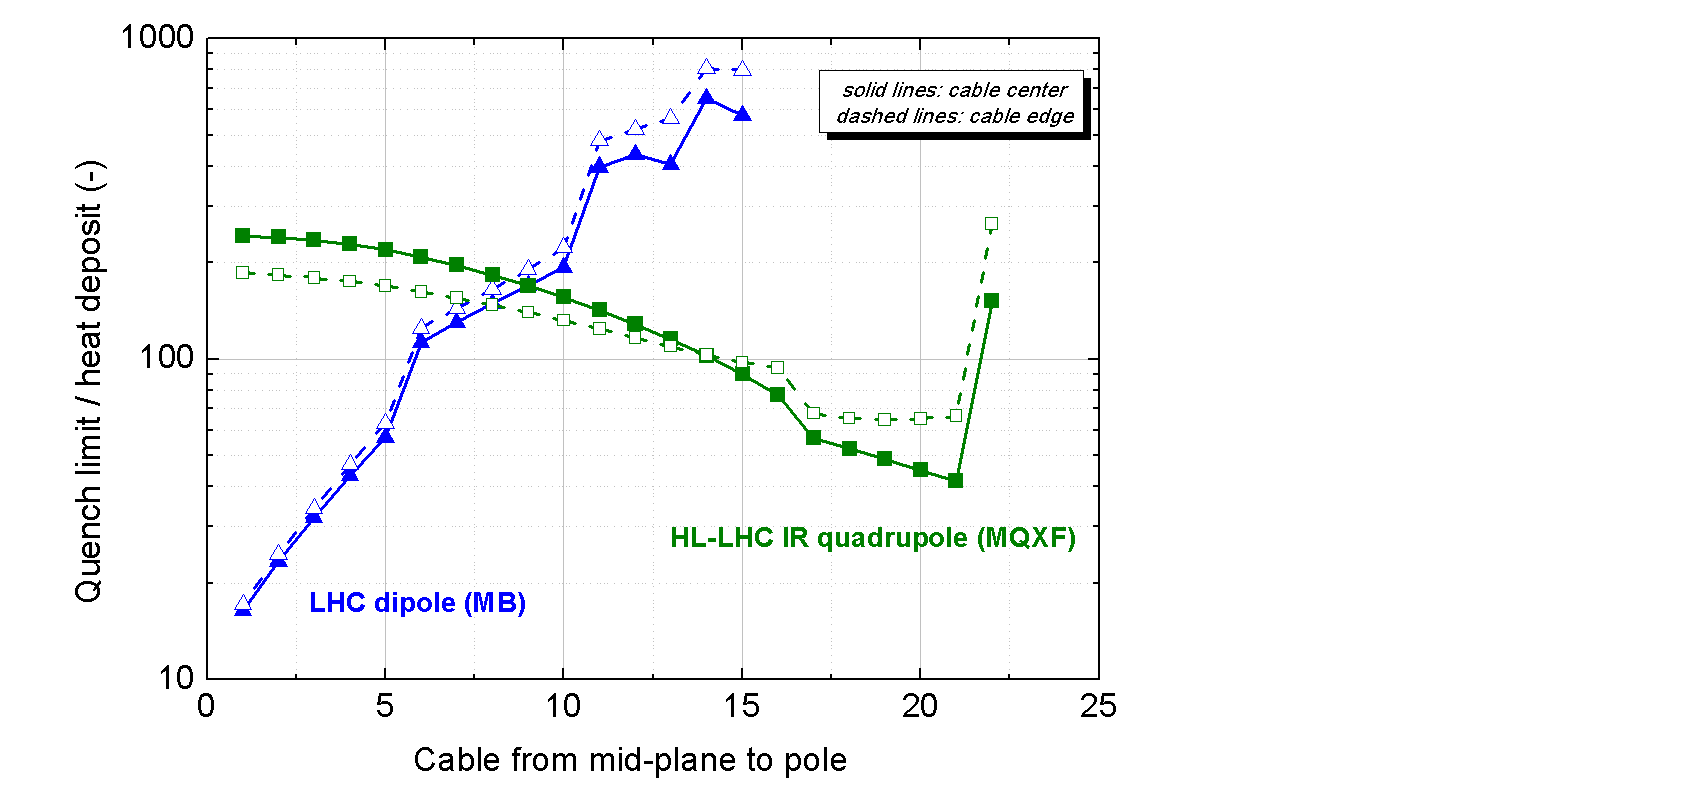 1000
solid lines: cable center
dashed lines: cable edge
Quench limit / heat deposit (-)
100
HL-LHC IR quadrupole (MQXF)
LHC dipole (MB)
10
0 5 10 15 20 25
Cable from mid-plane to pole